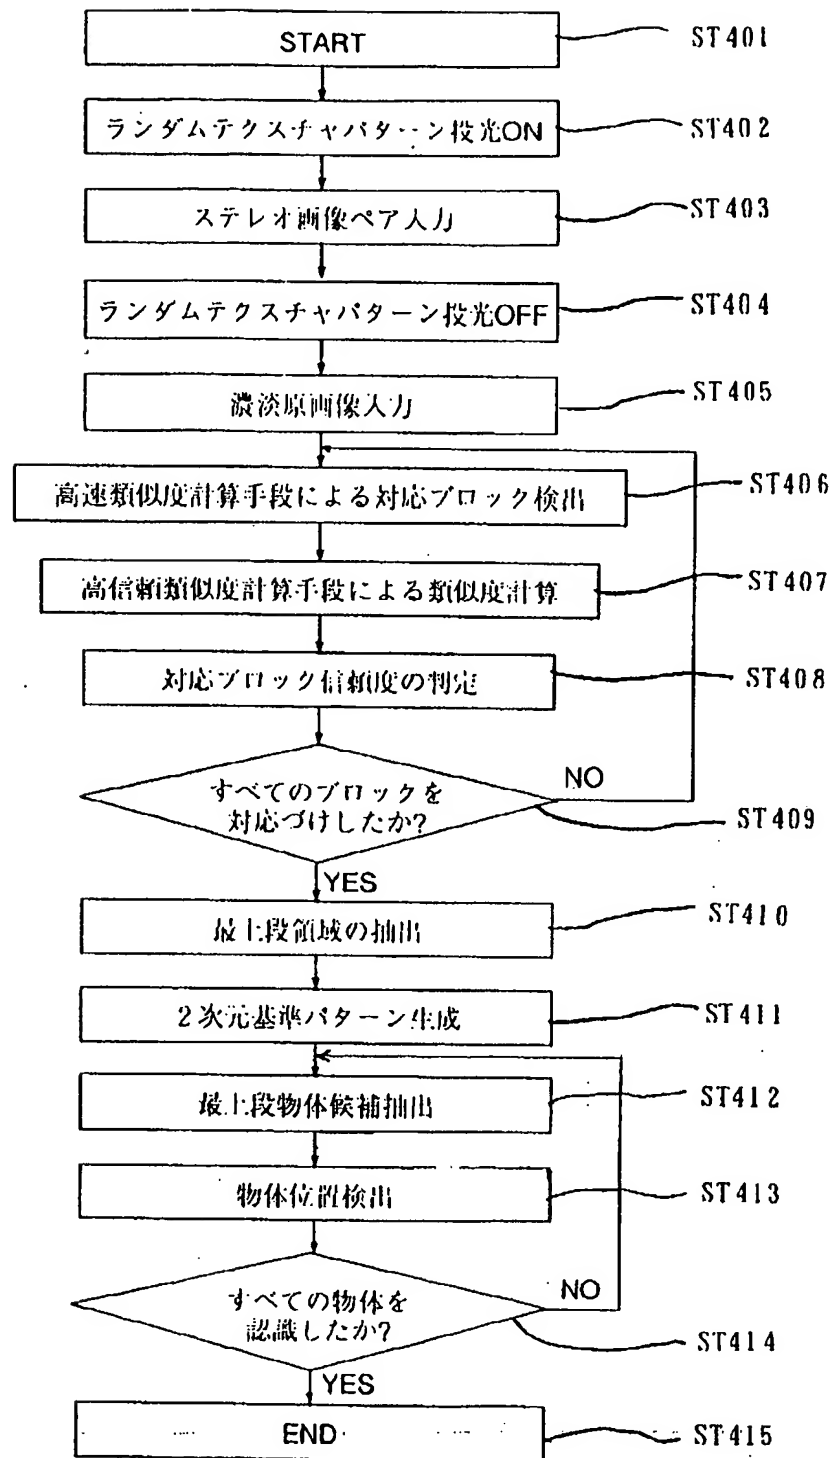 START
ST401
ランダムテクスチャパターン投光ON
ST402
ステレオ画像ペア入力
ST403
ランダムテクスチャパターン投光OFF
ST404
濃淡原画像入力
ST405
高速類似度計算手段による対応ブロック検出
ST406
高信頼類似度計算手段による類似度計算
ST407
対応ブロック信頼度の判定
ST408
すべてのブロックを
対応づけしたか?
NO
ST409
YES
最上段領域の抽出
ST410
2次元基準パターン生成
ST411
最上段物体候補抽出
ST412
物体位置検出
ST413
すべての物体を
認識したか?
NO
ST414
YES
END
ST415